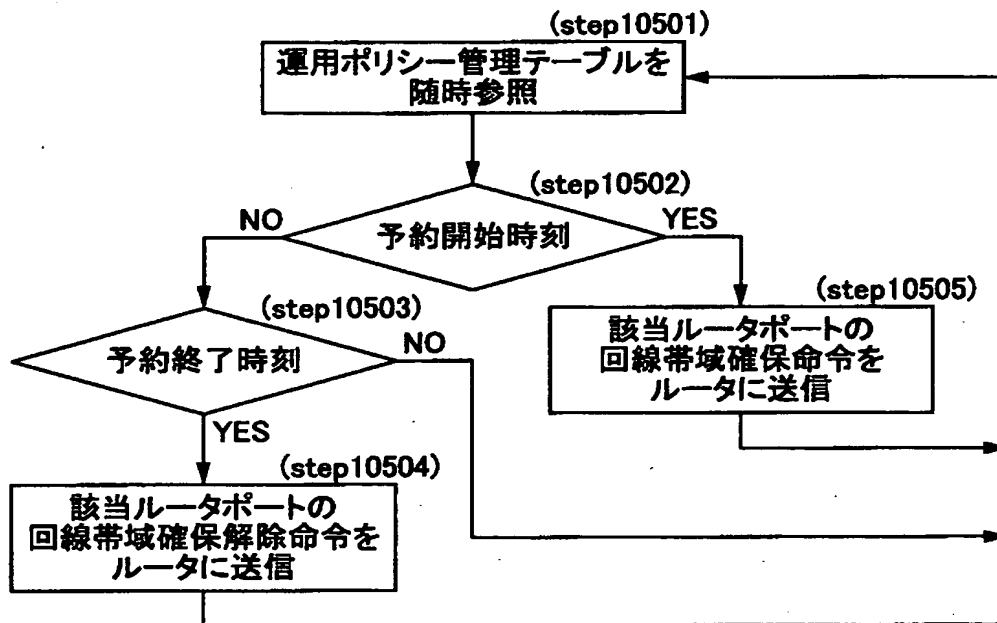 (step10501)
運用ポリシー管理テーブルを
随時参照
(step10502)
NO
YES
予約開始時刻
(step10503)
(step10505)
予約終了時刻
NO
該当ルータポートの
回線帯域確保命令を
ルータに送信
YES
(step10504)
該当ルータポートの
回線帯域確保解除命令を
ルータに送信